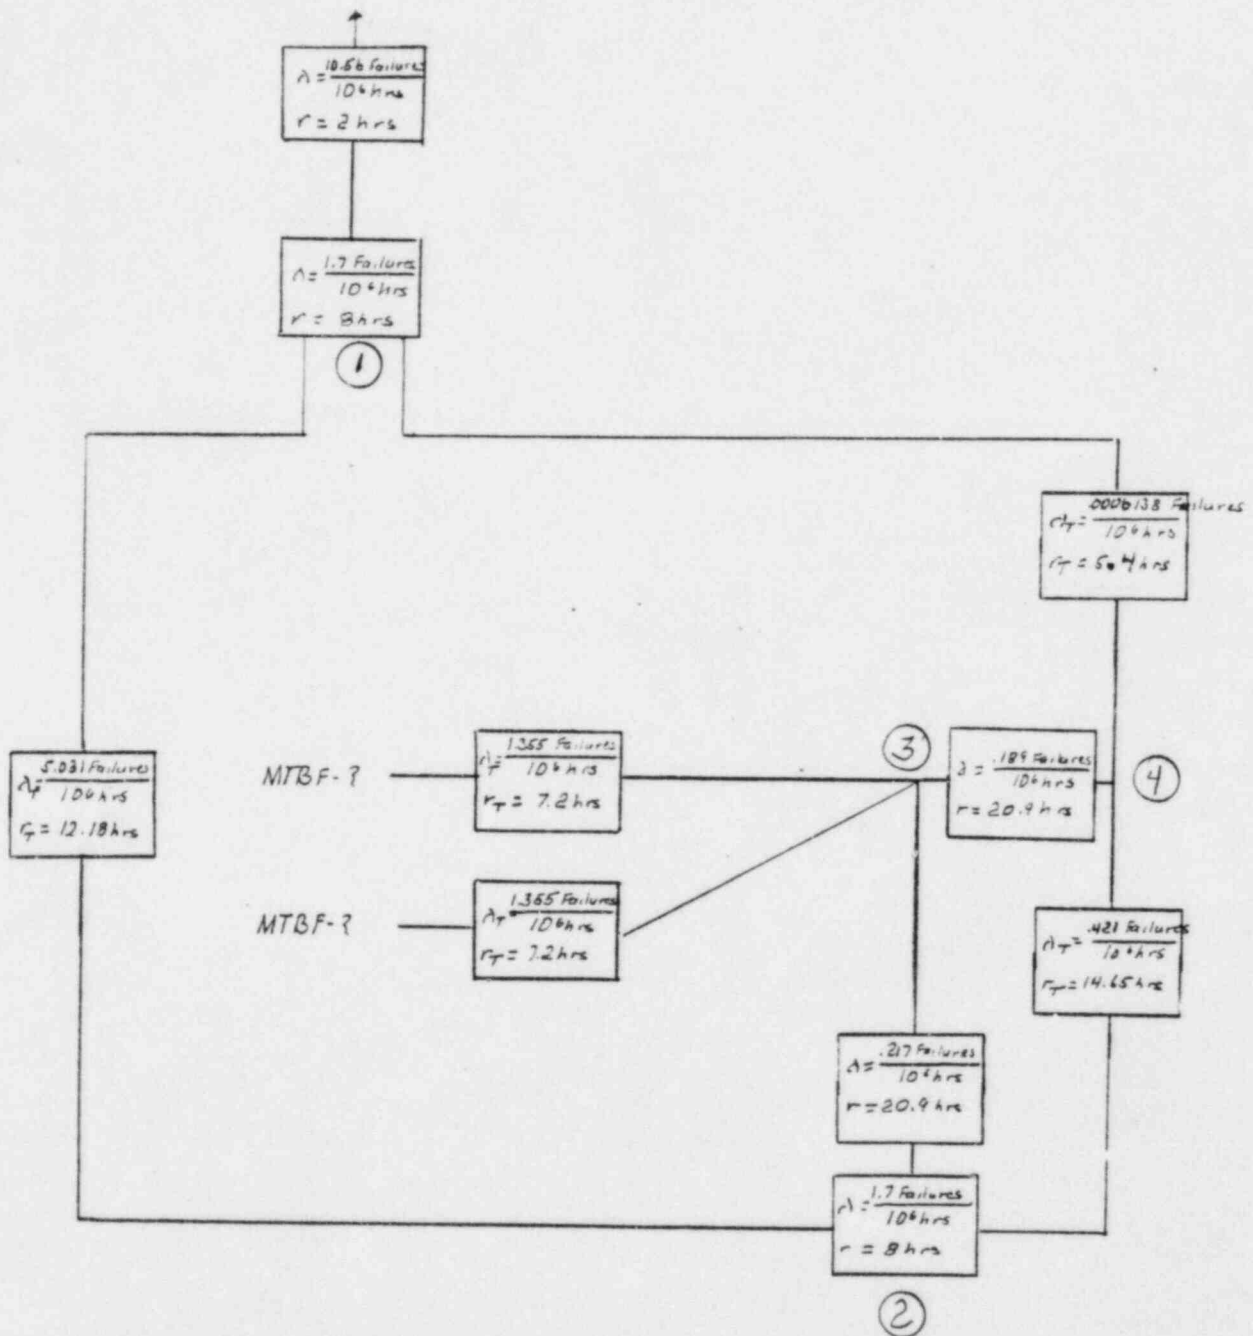 λ = 10.56 Failures
10⁶ hrs
r = 2 hrs
λ = 1.7 Failures
10⁶ hrs
r = 8 hrs
①
λT = .0006138 Failures
10⁶ hrs
rT = 5.4 hrs
λT = 5.031 Failures
10⁶ hrs
rT = 12.18 hrs
MTBF-?
λT = 1.355 Failures
10⁶ hrs
rT = 7.2 hrs
③
λ = .189 Failures
10⁶ hrs
r = 20.9 hrs
④
MTBF-?
λT = 1.355 Failures
10⁶ hrs
rT = 7.2 hrs
λT = .421 Failures
10⁶ hrs
rT = 14.65 hrs
λ = .217 Failures
10⁶ hrs
r = 20.9 hrs
λ = 1.7 Failures
10⁶ hrs
r = 8 hrs
②